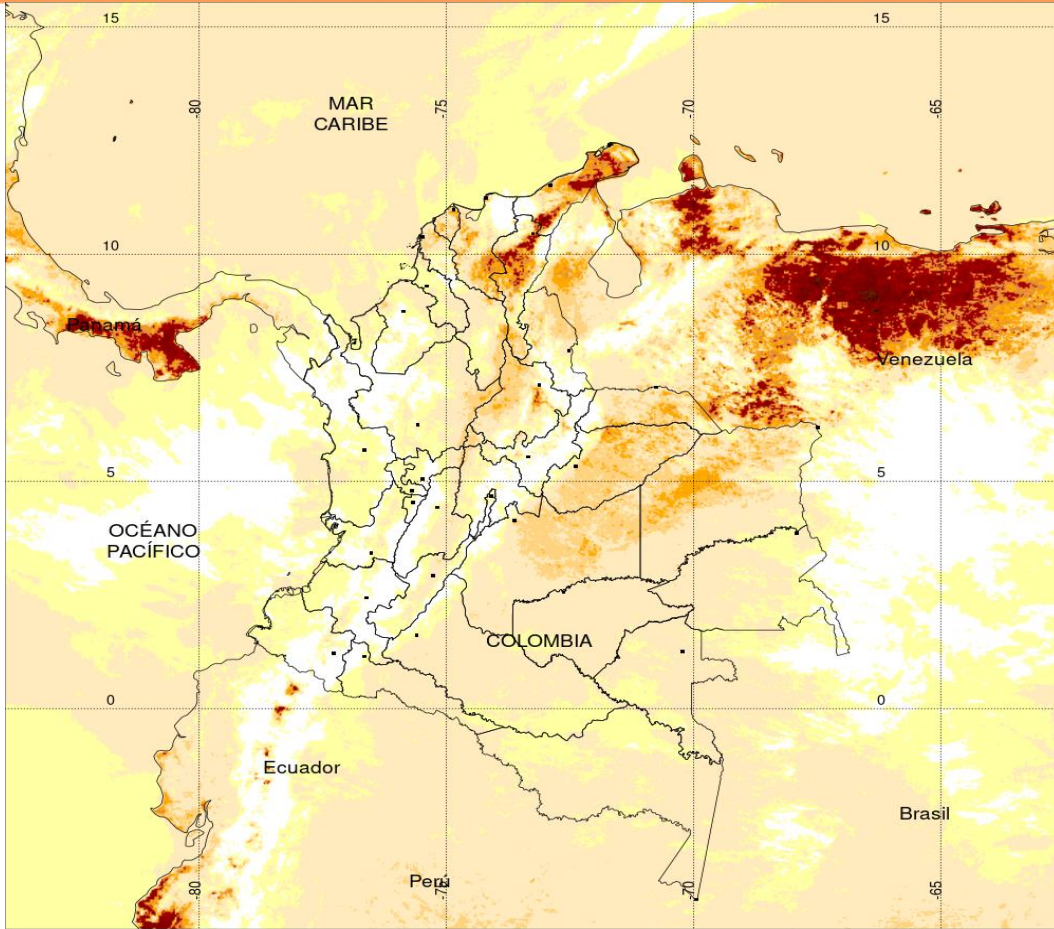 15
15
-80
-75
-70
-65
MAR
CARIBE
10
10
Panamá
Venezuela
5
5
OCÉANO
PACÍFICO
COLOMBIA
0
0
Ecuador
Brasil
Perú
-80
-75
-70
-65